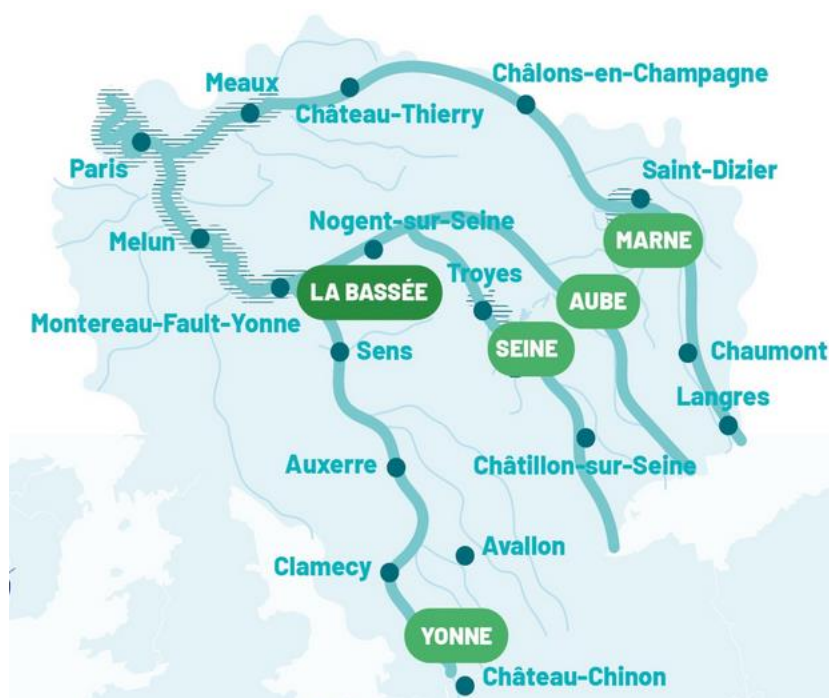 Meaux
Châlons-en-Champagne
Château-Thierry
Paris
Saint-Dizier
Nogent-sur-Seine
Melun
MARNE
Troyes
LA BASSÉE
AUBE
Montereau-Fault-Yonne
SEINE
Sens
Chaumont
Langres
Auxerre
Châtillon-sur-Seine
Avallon
Clamecy
YONNE
Château-Chinon